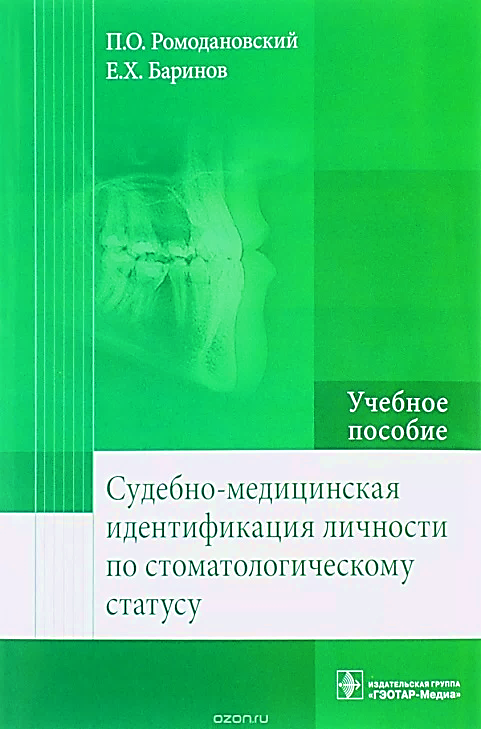 П.О. Ромодановский
Е.Х. Баринов
Учебное
пособие
Судебно-медицинская
идентификация личности
по стоматологическому
статусу
ИЗДАТЕЛЬСКАЯ ГРУППА
«ГЭОТАР-Медиа»
ozon.ru